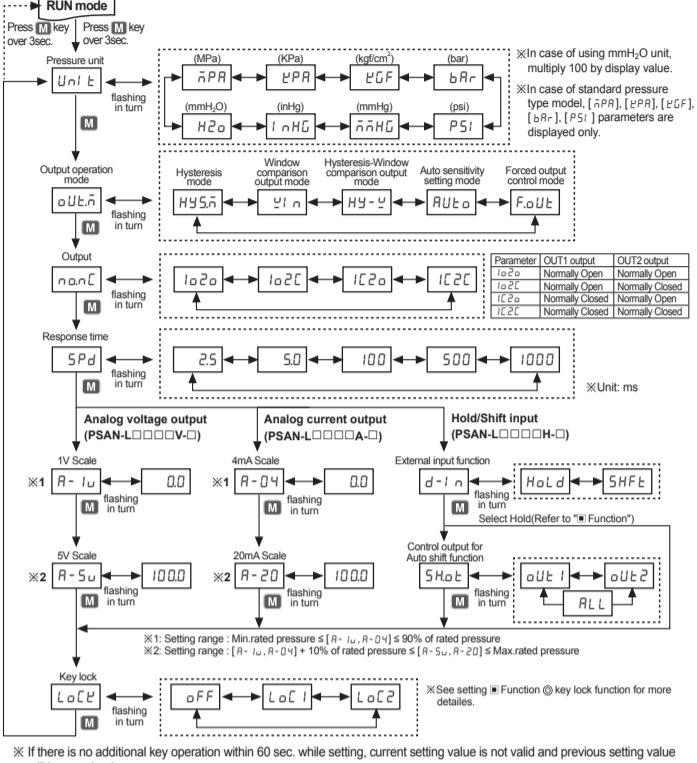 RUN mode
Press M key over 3sec.
Press M key over 3sec.
Pressure unit
Unit
flashing in turn
M
(MPa) (KPa) (kgf/cm²) (bar)
MPA KPA KGF bAr
(mmH₂O) (inHg) (mmHg) (psi)
H2o InHG MMHG PSI
※In case of using mmH₂O unit,
multiply 100 by display value.
※In case of standard pressure
type model, [MPA], [KPA], [KGF],
[bAr], [PSI] parameters are
displayed only.
Output operation
mode
oUt.M
flashing in turn
M
Hysteresis mode
Window comparison output mode
Hysteresis-Window comparison output mode
Auto sensitivity setting mode
Forced output control mode
HYS.M WIn HY-W AUto F.oUt
Output
no.nC
flashing in turn
M
1o2o 1o2C 1C2o 1C2C
Parameter OUT1 output OUT2 output
1o2o Normally Open Normally Open
1o2C Normally Open Normally Closed
1C2o Normally Closed Normally Open
1C2C Normally Closed Normally Closed
Response time
SPd
flashing in turn
M
2.5 5.0 100 500 1000
※Unit: ms
Analog voltage output
(PSAN-L□□□□V-□)
Analog current output
(PSAN-L□□□□A-□)
Hold/Shift input
(PSAN-L□□□□H-□)
1V Scale
※1 A-1v 0.0
flashing in turn
M
4mA Scale
※1 A-04 0.0
flashing in turn
M
External input function
d-In HoLd SHFt
flashing in turn
M
Select Hold(Refer to "▣ Function")
5V Scale
※2 A-5v 100.0
flashing in turn
M
20mA Scale
※2 A-20 100.0
flashing in turn
M
Control output for
Auto shift function
SH.ot oUt1 oUt2
ALL
flashing in turn
M
※1: Setting range : Min.rated pressure ≤ [A-1v, A-04] ≤ 90% of rated pressure
※2: Setting range : [A-1v, A-04] + 10% of rated pressure ≤ [A-5v, A-20] ≤ Max.rated pressure
Key lock
LoCK
flashing in turn
M
oFF LoC1 LoC2
※See setting ▣ Function ◎ key lock function for more
detailes.
※ If there is no additional key operation within 60 sec. while setting, current setting value is not valid and previous setting value